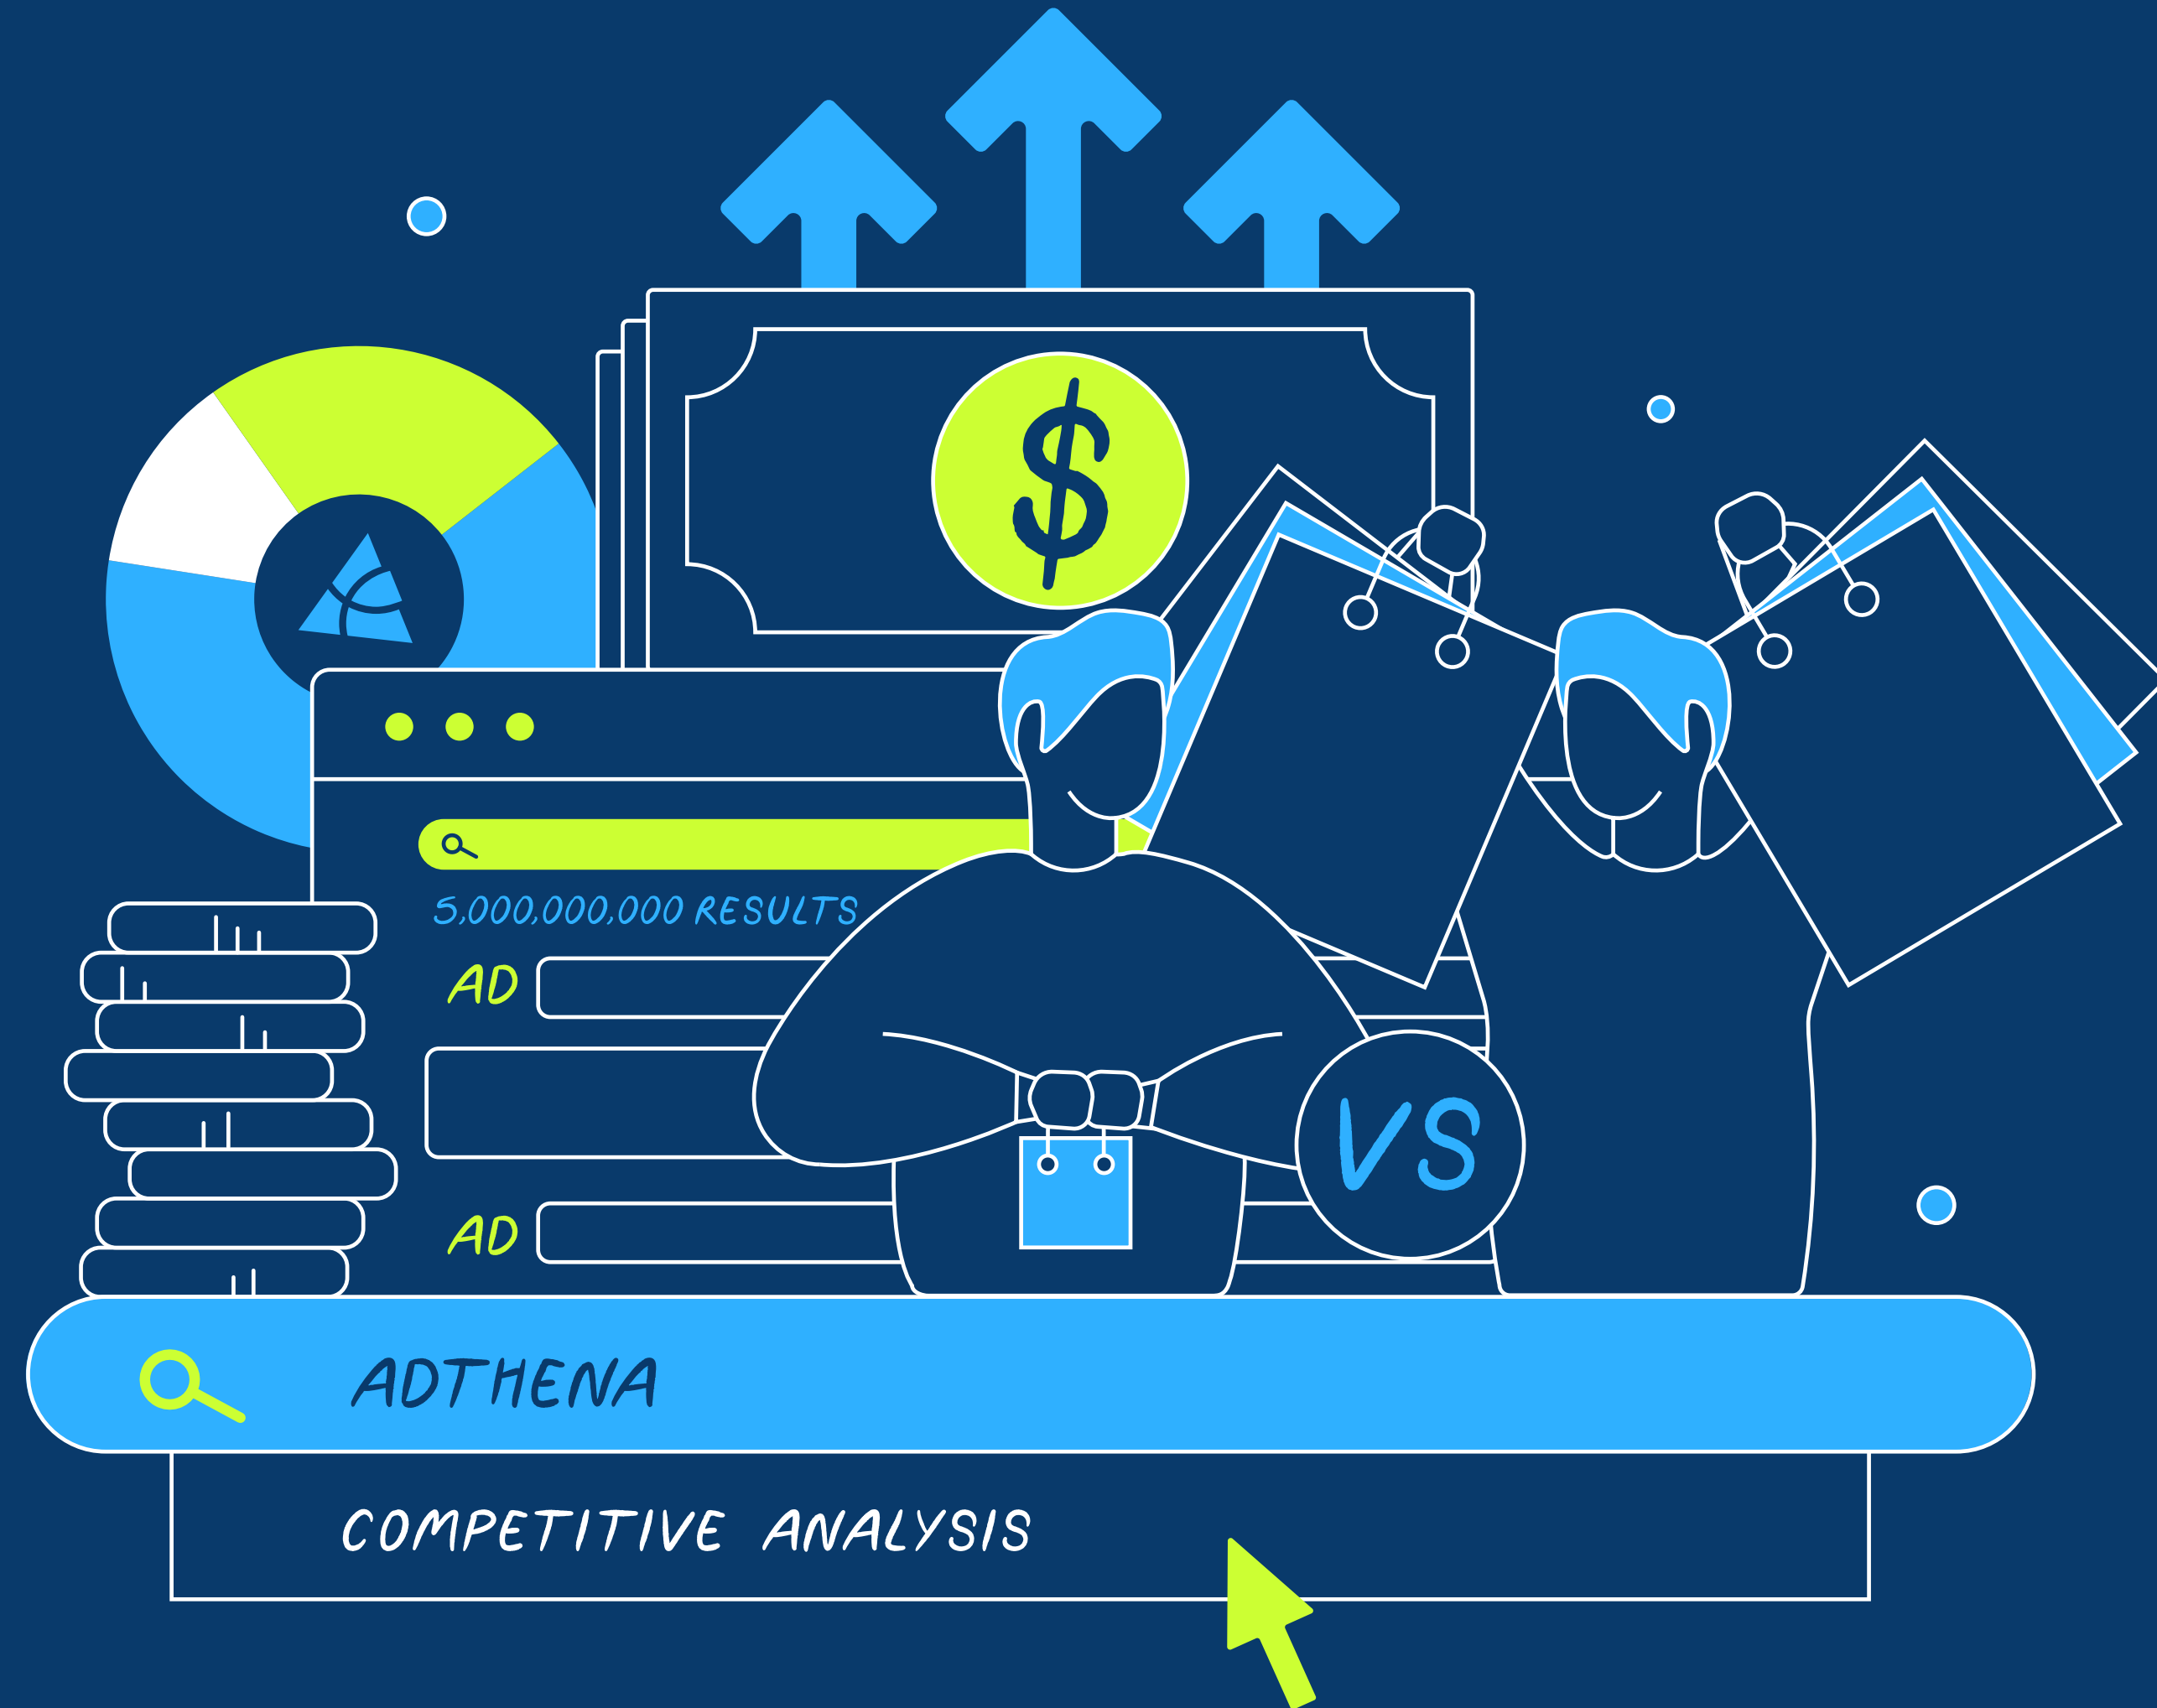 $
5,000,000,000 RESULTS
AD
VS
AD
ADTHENA
COMPETITIVE ANALYSIS